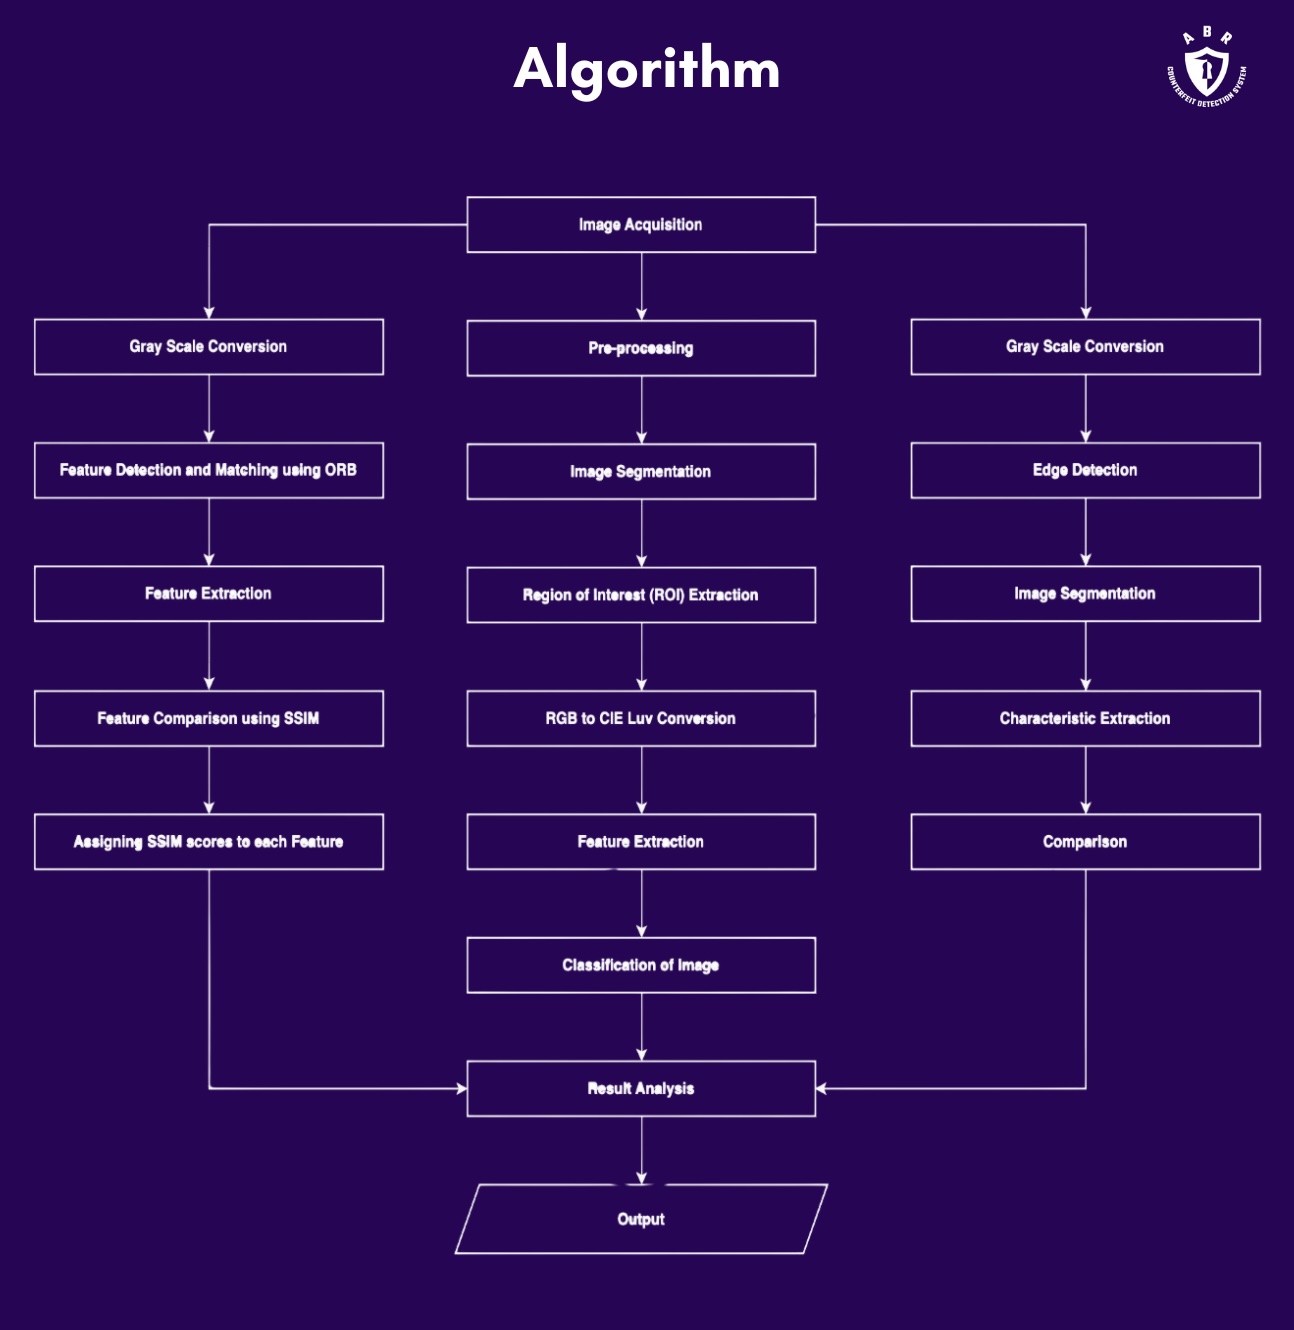 Algorithm
A B R
COUNTERFEIT DETECTION SYSTEM
Image Acquisition
Gray Scale Conversion
Pre-processing
Gray Scale Conversion
Feature Detection and Matching using ORB
Image Segmentation
Edge Detection
Feature Extraction
Region of Interest (ROI) Extraction
Image Segmentation
Feature Comparison using SSIM
RGB to CIE Luv Conversion
Characteristic Extraction
Assigning SSIM scores to each Feature
Feature Extraction
Comparison
Classification of Image
Result Analysis
Output